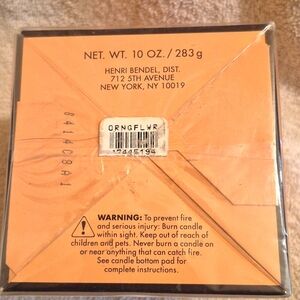 NET. WT. 10 OZ. / 283 g
HENRI BENDEL, DIST.
712 5TH AVENUE
NEW YORK, NY 10019
ORNGFLWR
8414C8A1
WARNING: To prevent fire
and serious injury: Burn candle
within sight. Keep out of reach of
children and pets. Never burn a candle on
or near anything that can catch fire.
See candle bottom pad for
complete instructions.